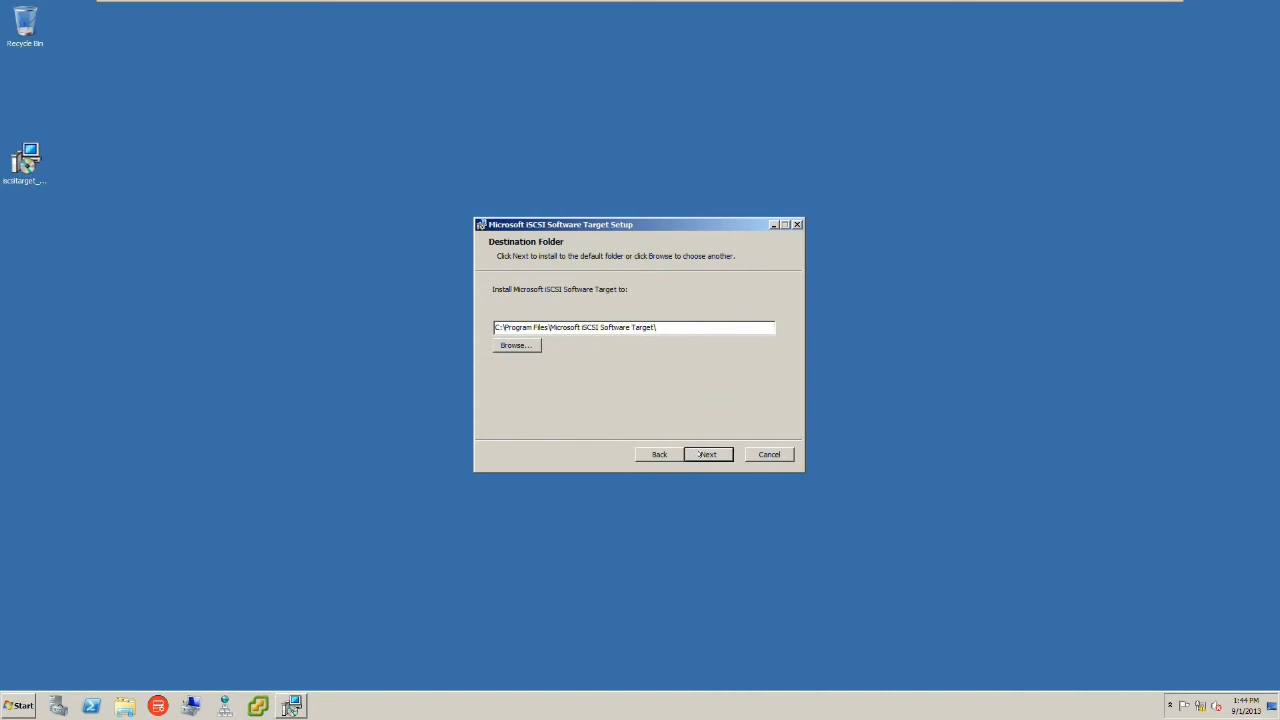 Recycle Bin
iscsitarget_...
Microsoft iSCSI Software Target Setup
Destination Folder
Click Next to install to the default folder or click Browse to choose another.
Install Microsoft iSCSI Software Target to:
C:\Program Files\Microsoft iSCSI Software Target\
Browse...
Back
Next
Cancel
Start
1:44 PM
9/1/2013